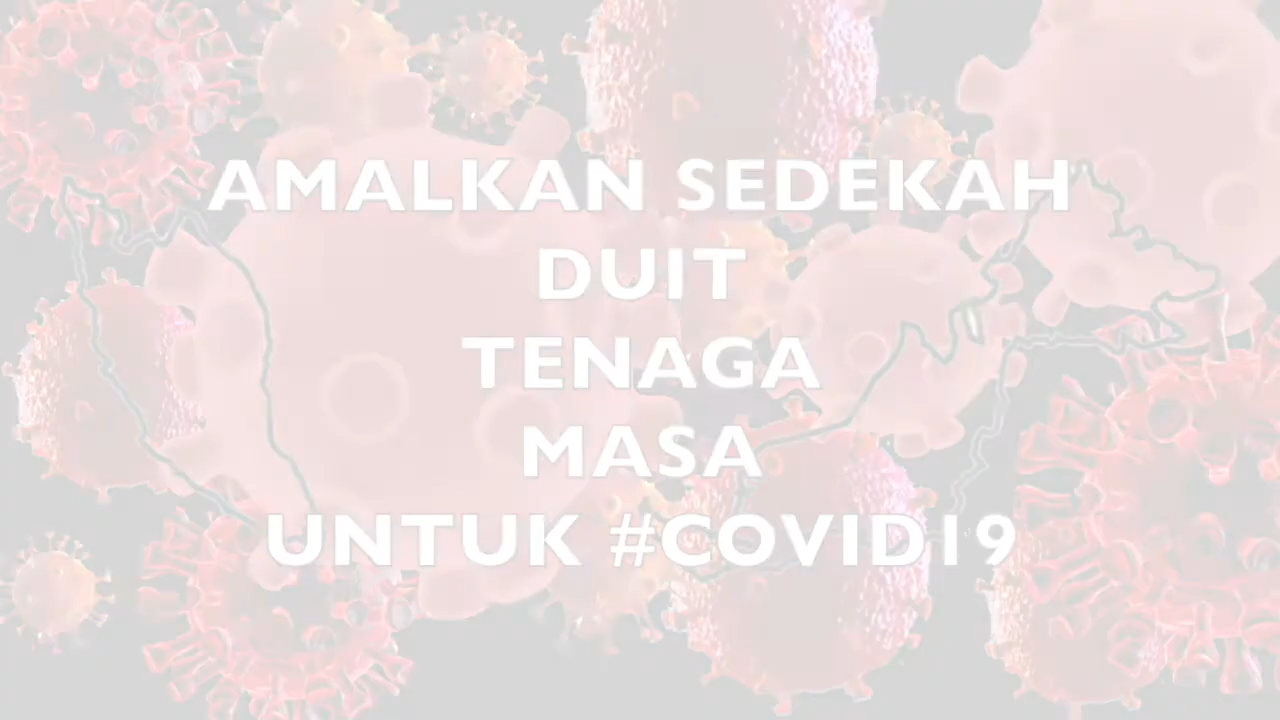 AMALKAN SEDEKAH
DUIT
TENAGA
MASA
UNTUK #COVID19